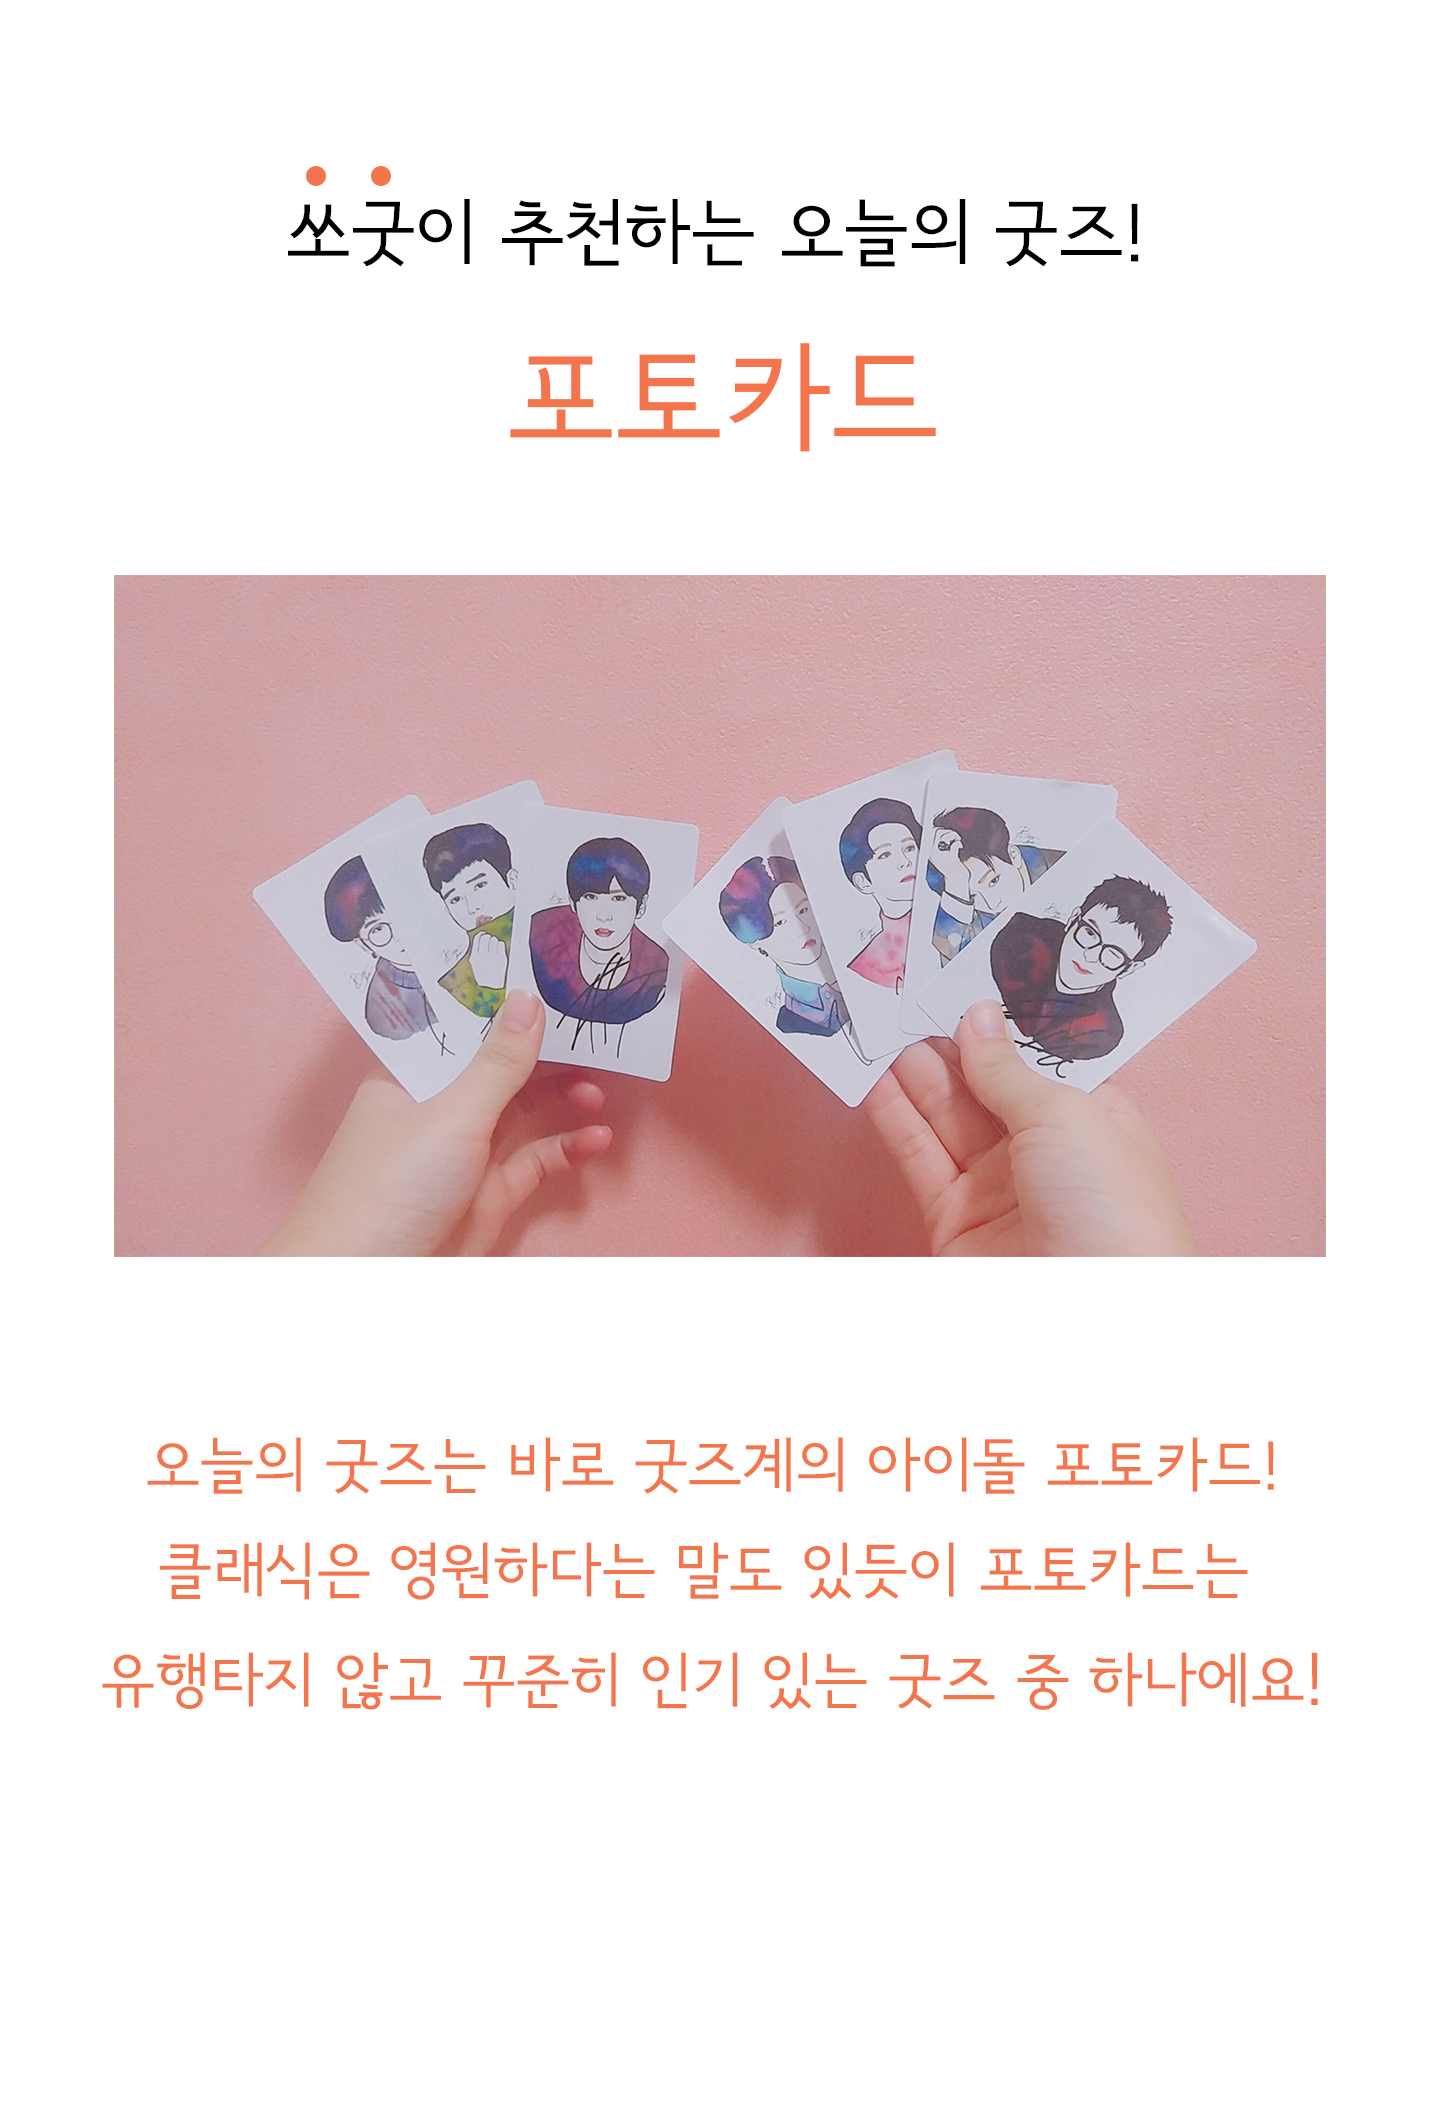 쏘굿이 추천하는 오늘의 굿즈!
포토카드
오늘의 굿즈는 바로 굿즈계의 아이돌 포토카드!
클래식은 영원하다는 말도 있듯이 포토카드는
유행타지 않고 꾸준히 인기 있는 굿즈 중 하나에요!